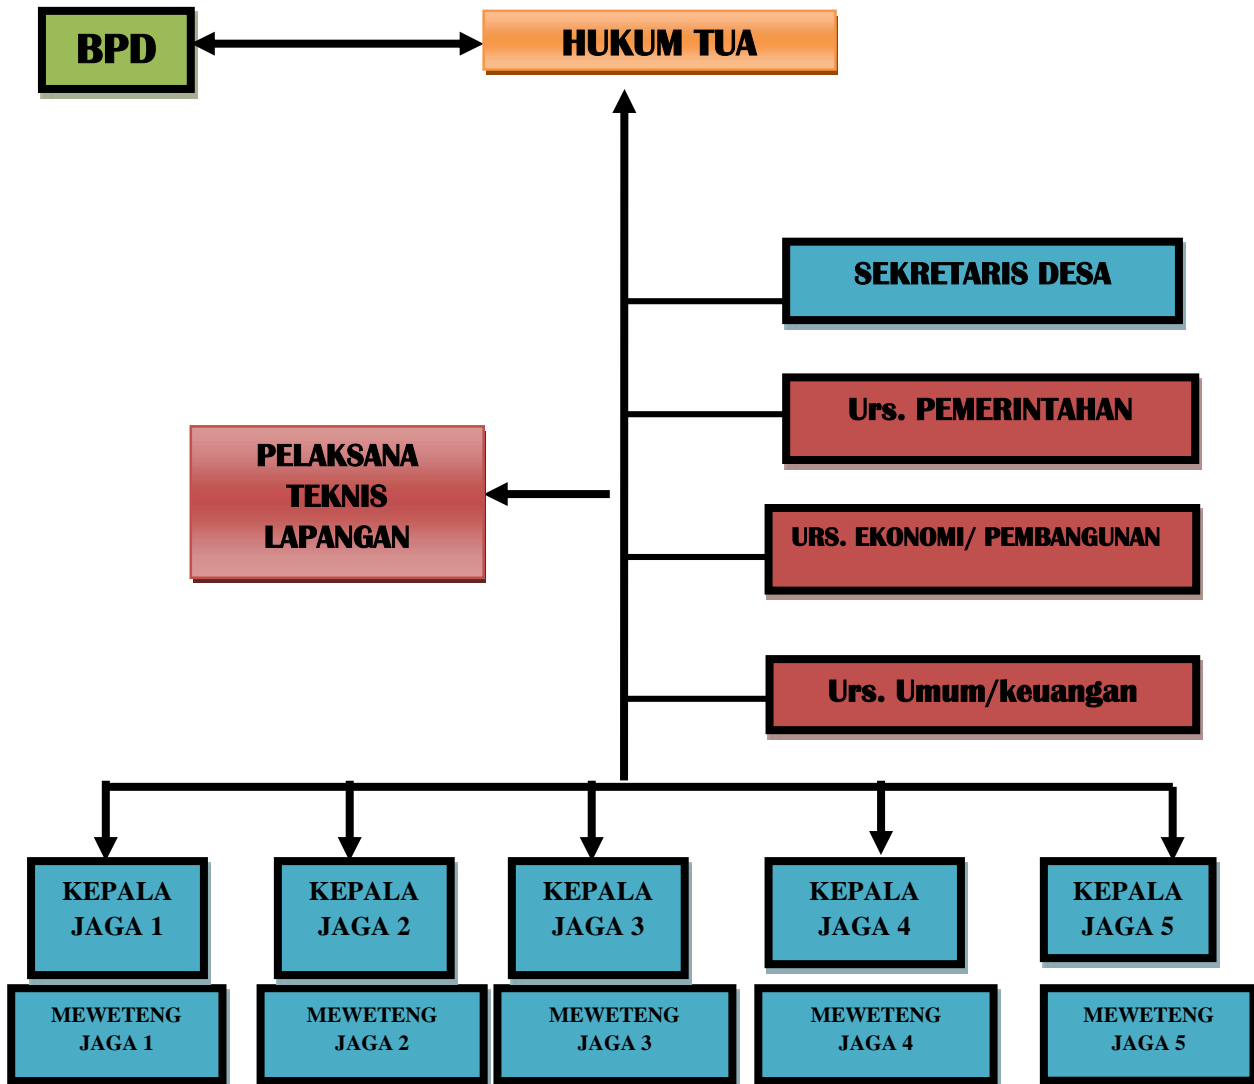 BPD
HUKUM TUA
SEKRETARIS DESA
Urs. PEMERINTAHAN
PELAKSANA
TEKNIS
LAPANGAN
URS. EKONOMI/ PEMBANGUNAN
Urs. Umum/keuangan
KEPALA
JAGA 1
KEPALA
JAGA 2
KEPALA
JAGA 3
KEPALA
JAGA 4
KEPALA
JAGA 5
MEWETENG
JAGA 1
MEWETENG
JAGA 2
MEWETENG
JAGA 3
MEWETENG
JAGA 4
MEWETENG
JAGA 5